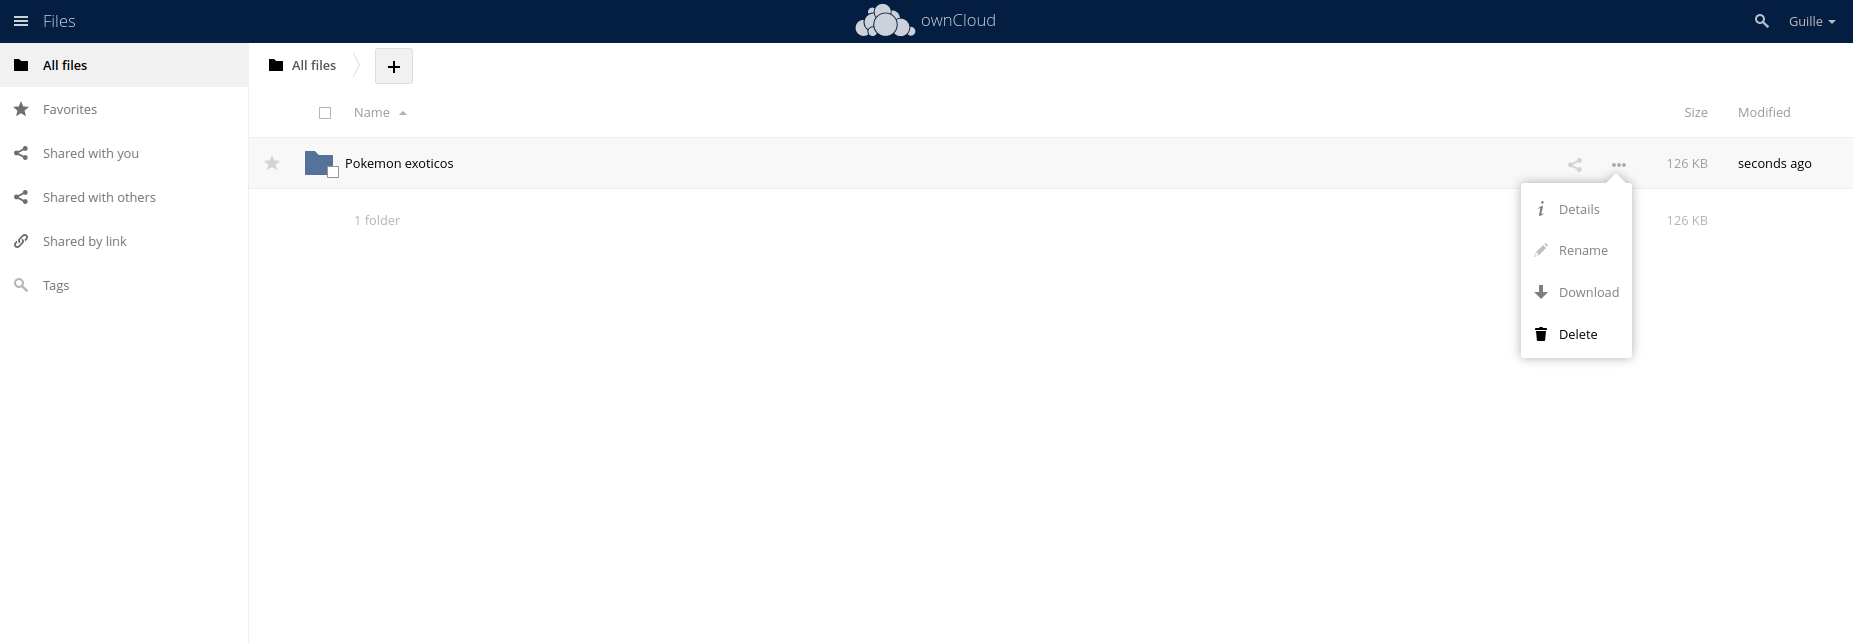 Files
ownCloud
Guille
All files
Favorites
Shared with you
Shared with others
Shared by link
Tags
All files
+
Name
Size
Modified
Pokemon exoticos
126 KB
seconds ago
1 folder
126 KB
Details
Rename
Download
Delete